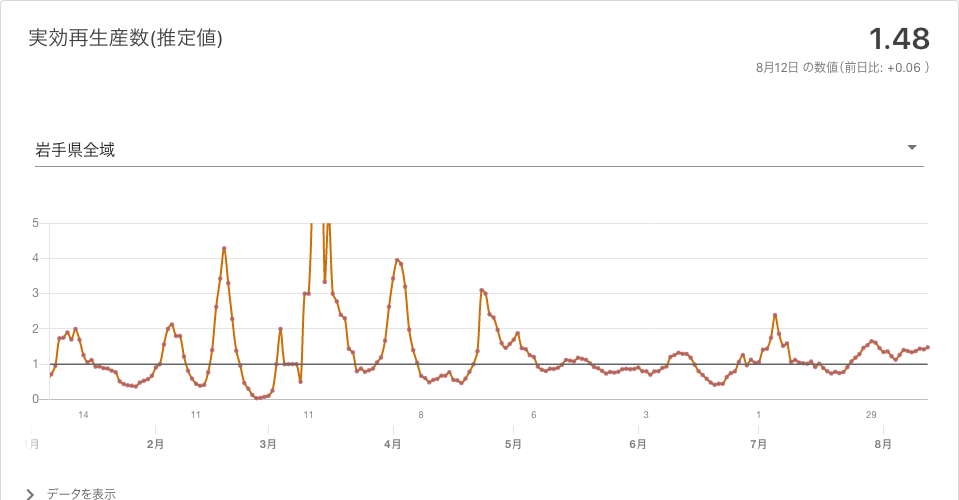 実効再生産数(推定値)
1.48
8月12日 の数値(前日比: +0.06 )
岩手県全域
5
4
3
2
1
0
14 11 11 8 6 3 1 29
月 2月 3月 4月 5月 6月 7月 8月
データを表示